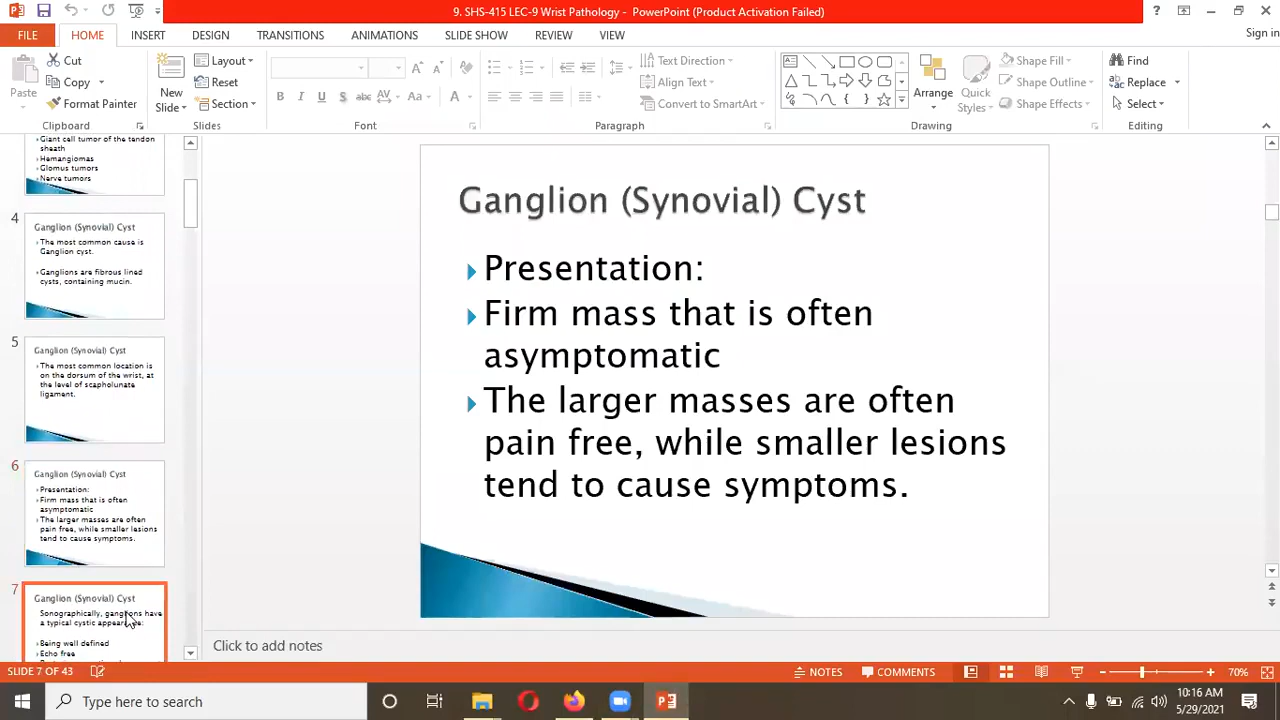 9. SHS-415 LEC-9 Wrist Pathology - PowerPoint (Product Activation Failed)
FILE HOME INSERT DESIGN TRANSITIONS ANIMATIONS SLIDE SHOW REVIEW VIEW Sign in
Paste
Cut
Copy
Format Painter
Clipboard
New
Slide
Layout
Reset
Section
Slides
Font
Text Direction
Align Text
Convert to SmartArt
Paragraph
Arrange
Quick
Styles
Shape Fill
Shape Outline
Shape Effects
Drawing
Find
Replace
Select
Editing
Giant cell tumor of the tendon
sheath
Hemangiomas
Glomus tumors
Nerve tumors
4
Ganglion (Synovial) Cyst
The most common cause is
Ganglion cyst.
Ganglions are fibrous lined
cysts, containing mucin.
5
Ganglion (Synovial) Cyst
The most common location is
on the dorsum of the wrist, at
the level of scapholunate
ligament.
6
Ganglion (Synovial) Cyst
Presentation:
Firm mass that is often
asymptomatic
The larger masses are often
pain free, while smaller lesions
tend to cause symptoms.
7
Ganglion (Synovial) Cyst
Sonographically, ganglions have
a typical cystic
Being well defined
Echo free
Ganglion (Synovial) Cyst
Presentation:
Firm mass that is often
asymptomatic
The larger masses are often
pain free, while smaller lesions
tend to cause symptoms.
Click to add notes
SLIDE 7 OF 43 NOTES COMMENTS 70%
Type here to search
10:16 AM
5/29/2021